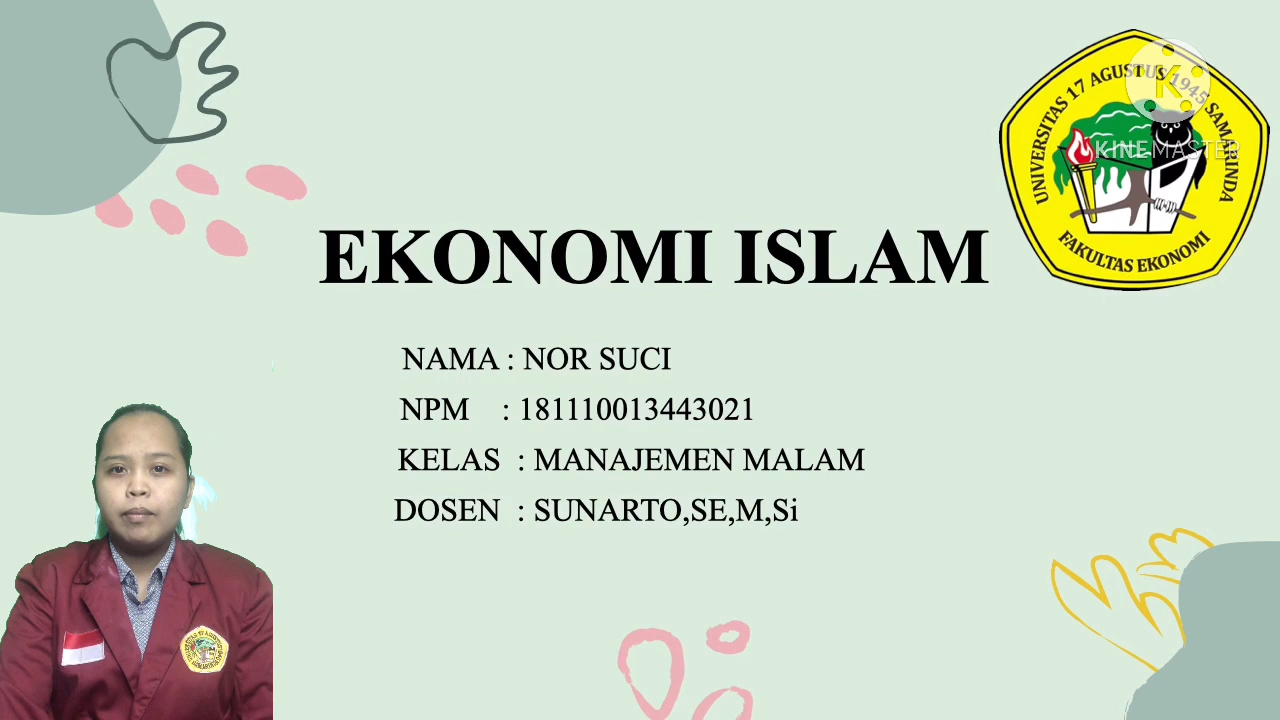 UNIVERSITAS 17 AGUSTUS 1945 SAMARINDA
KINEMASTER
FAKULTAS EKONOMI
EKONOMI ISLAM
NAMA : NOR SUCI
NPM : 181110013443021
KELAS : MANAJEMEN MALAM
DOSEN : SUNARTO,SE,M,Si